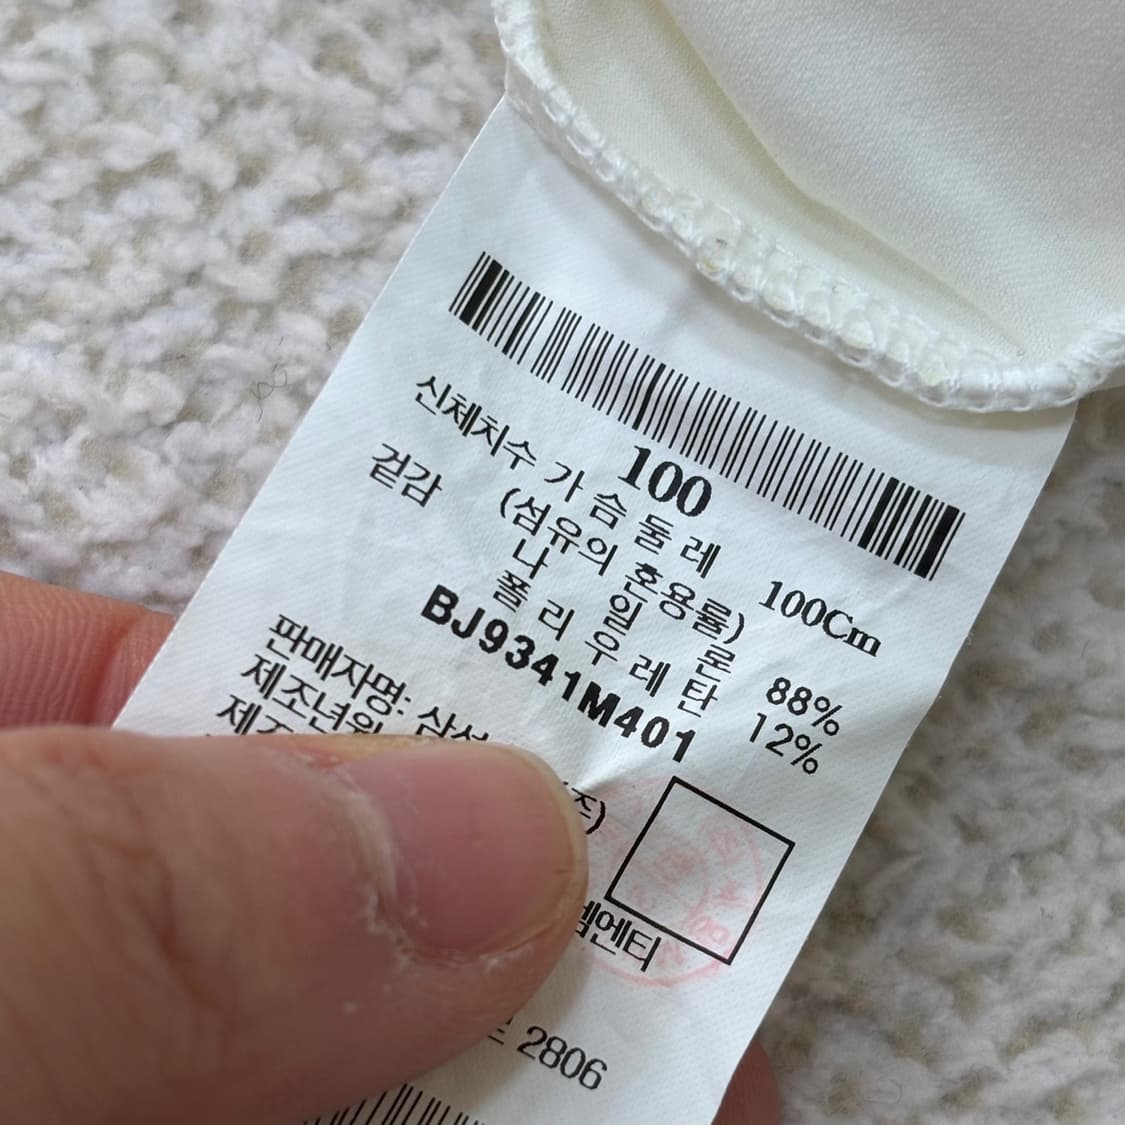 100
신체치수 가 슴 둘 레 100Cm
겉감 (섬유의 혼용률)
나 일 론 88%
폴 리 우 레 탄 12%
BJ9341M401
판매자명:
제조년월
2806